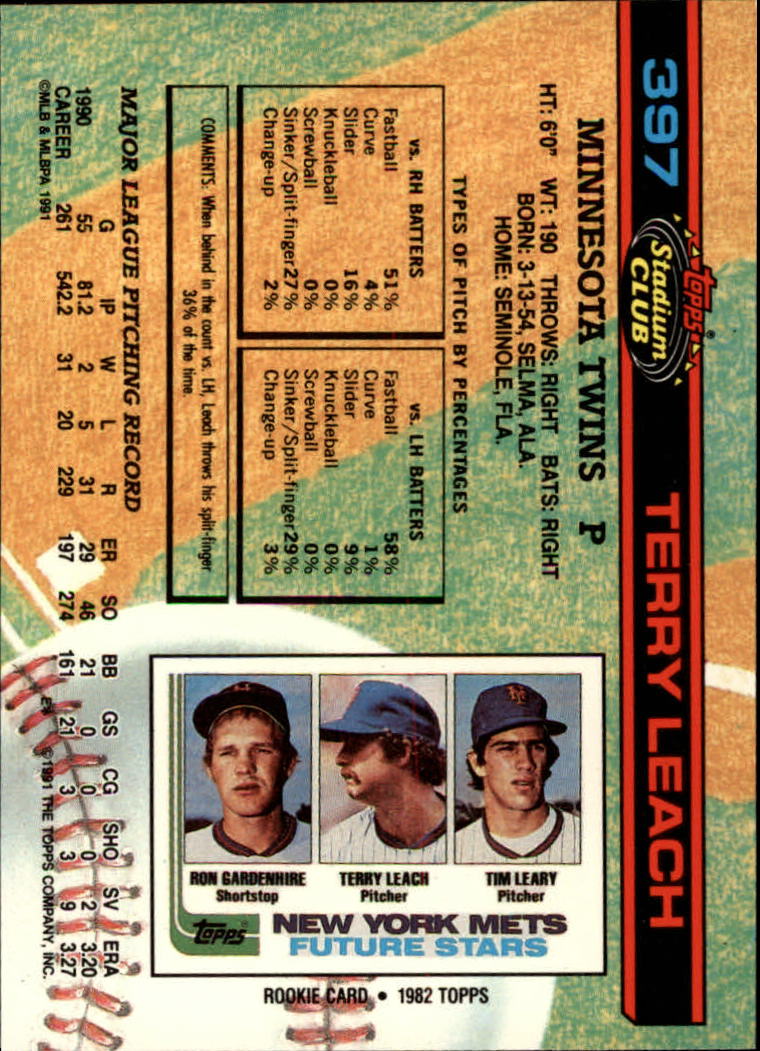 397
Topps®
Stadium
CLUB
TERRY LEACH
MINNESOTA TWINS P
HT: 6'0" WT: 190 THROWS: RIGHT BATS: RIGHT
BORN: 3-13-54, SELMA, ALA.
HOME: SEMINOLE, FLA.
TYPES OF PITCH BY PERCENTAGES
vs. RH BATTERS
Fastball 51%
Curve 4%
Slider 16%
Knuckleball 0%
Screwball 0%
Sinker/Split-finger 27%
Change-up 2%
vs. LH BATTERS
Fastball 58%
Curve 1%
Slider 9%
Knuckleball 0%
Screwball 0%
Sinker/Split-finger 29%
Change-up 3%
COMMENTS: When behind in the count vs. LH, Leach throws his split-finger
36% of the time.
MAJOR LEAGUE PITCHING RECORD
G IP W L R ER SO BB GS CG SHO SV ERA
1990 55 81.2 2 5 31 29 46 21 0 0 0 2 3.20
CAREER 261 542.2 31 20 229 197 274 161 21 3 3 9 3.27
©MLB & MLBPA 1991
©1991 THE TOPPS COMPANY, INC.
RON GARDENHIRE
Shortstop
TERRY LEACH
Pitcher
TIM LEARY
Pitcher
Topps®
NEW YORK METS
FUTURE STARS
ROOKIE CARD • 1982 TOPPS